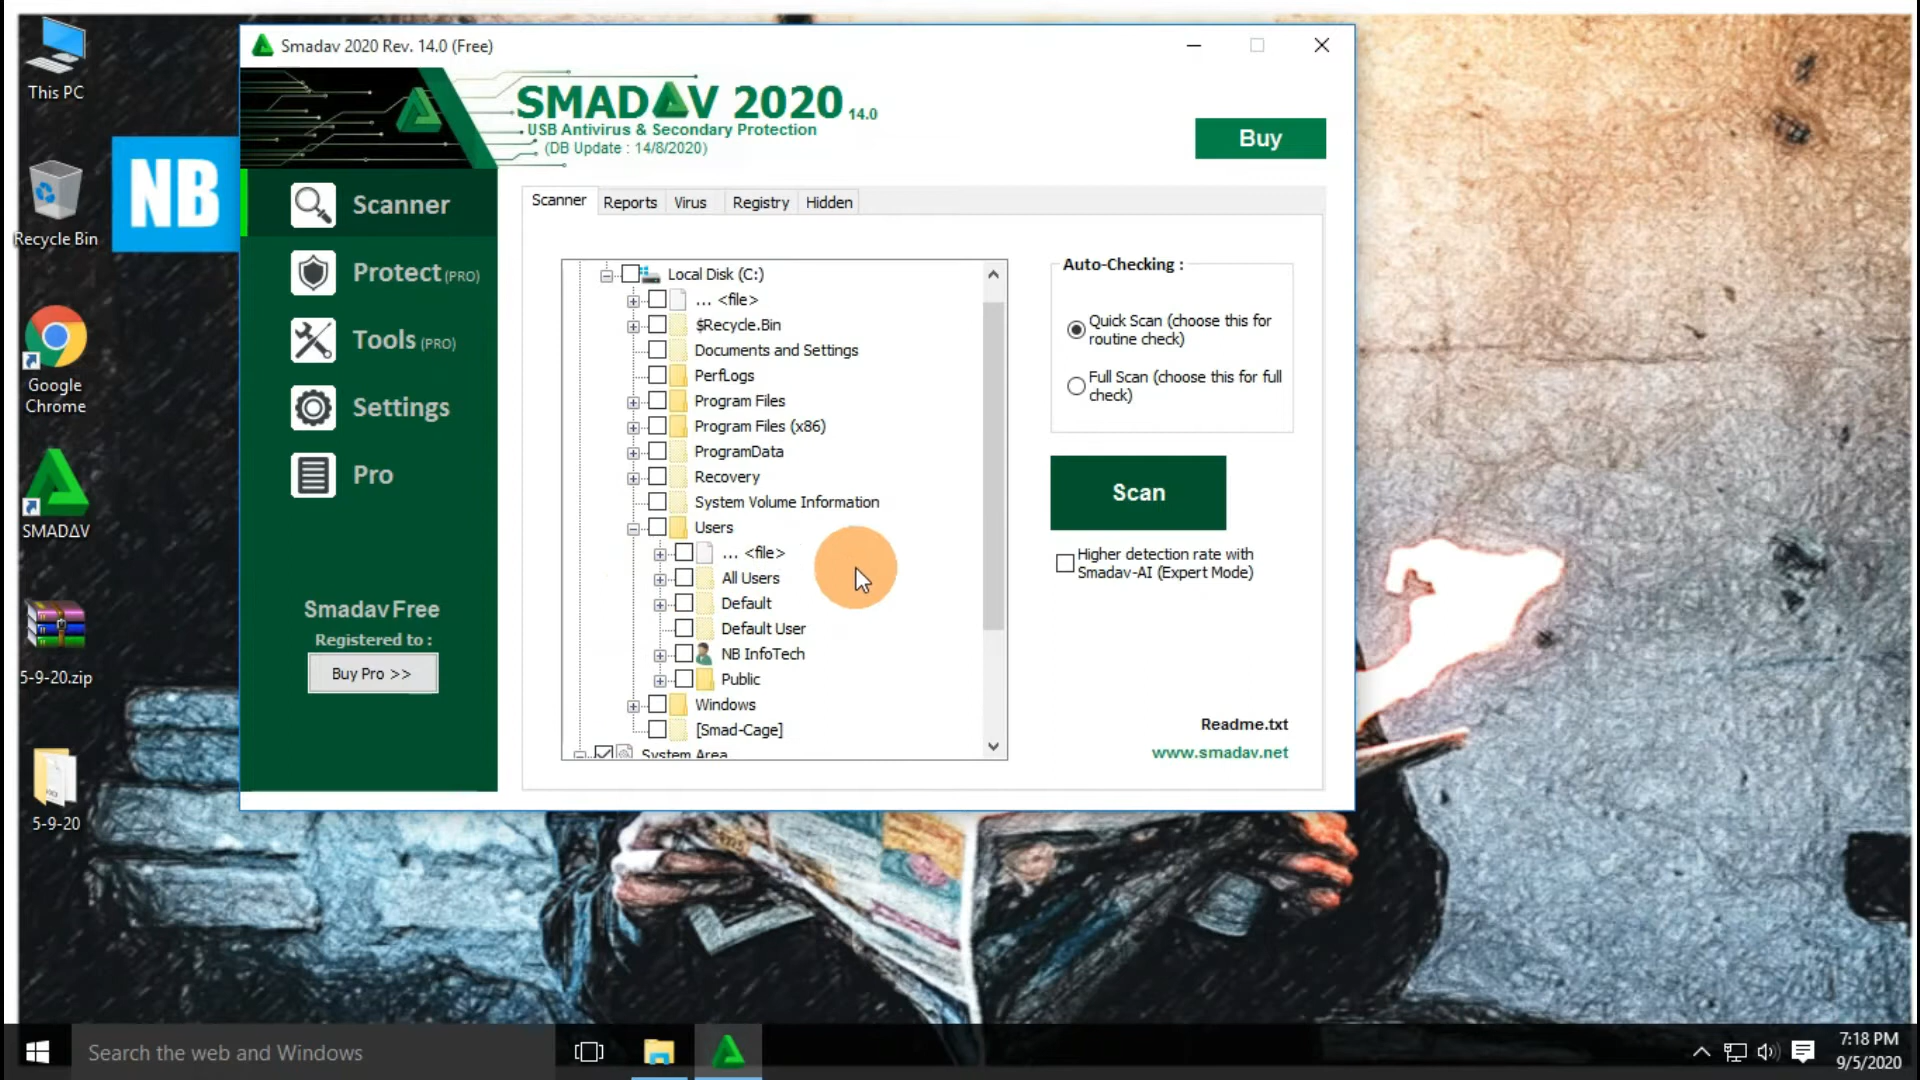 This PC
Recycle Bin
NB
Google
Chrome
SMADΔV
5-9-20.zip
5-9-20
Smadav 2020 Rev. 14.0 (Free)
SMADΔV 2020 14.0
USB Antivirus & Secondary Protection
(DB Update : 14/8/2020)
Buy
Scanner
Protect (PRO)
Tools (PRO)
Settings
Pro
Smadav Free
Registered to :
Buy Pro >>
Scanner
Reports
Virus
Registry
Hidden
Local Disk (C:)
... <file>
$Recycle.Bin
Documents and Settings
PerfLogs
Program Files
Program Files (x86)
ProgramData
Recovery
System Volume Information
Users
... <file>
All Users
Default
Default User
NB InfoTech
Public
Windows
[Smad-Cage]
System Area
Auto-Checking :
Quick Scan (choose this for
routine check)
Full Scan (choose this for full
check)
Scan
Higher detection rate with
Smadav-AI (Expert Mode)
Readme.txt
www.smadav.net
Search the web and Windows
7:18 PM
9/5/2020